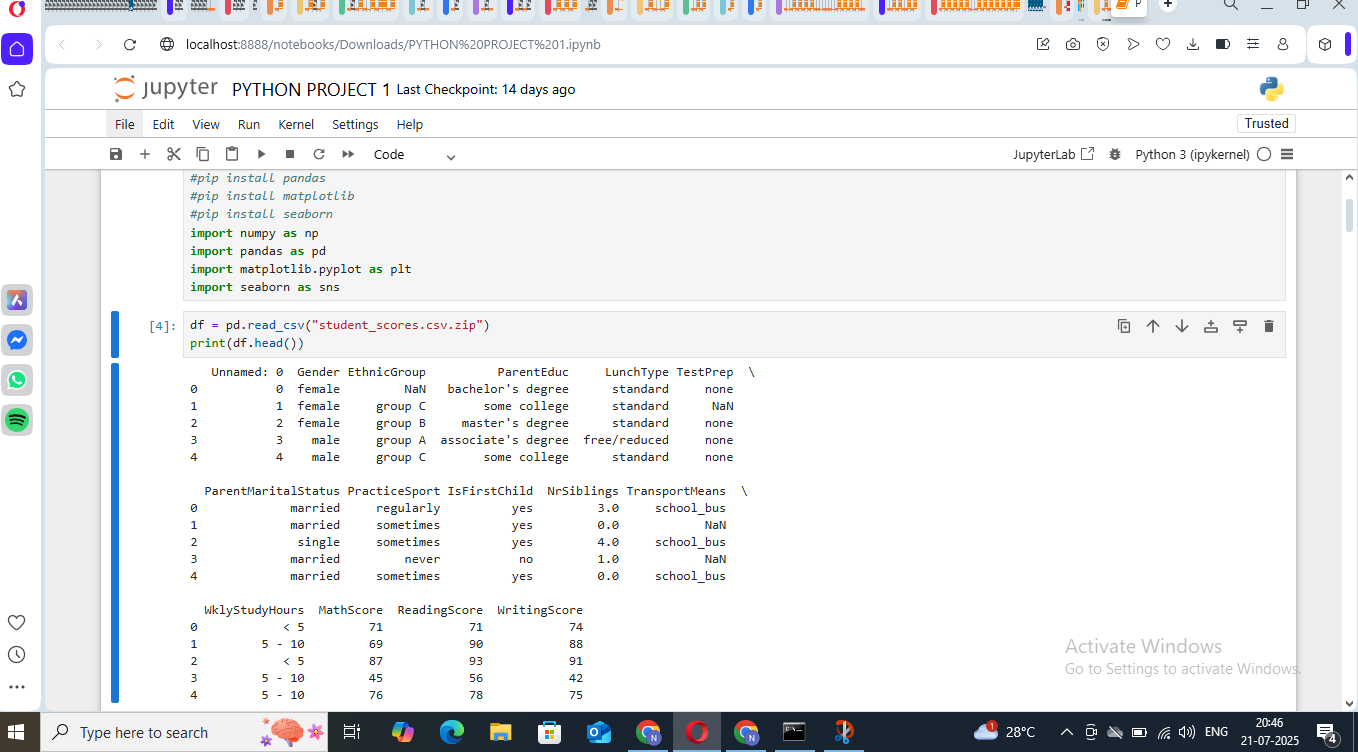 P
localhost:8888/notebooks/Downloads/PYTHON%20PROJECT%201.ipynb
jupyter PYTHON PROJECT 1 Last Checkpoint: 14 days ago
File Edit View Run Kernel Settings Help Trusted
Code JupyterLab Python 3 (ipykernel)
#pip install pandas
#pip install matplotlib
#pip install seaborn
import numpy as np
import pandas as pd
import matplotlib.pyplot as plt
import seaborn as sns
[4]: df = pd.read_csv("student_scores.csv.zip")
print(df.head())
Unnamed: 0 Gender EthnicGroup ParentEduc LunchType TestPrep \
0 0 female NaN bachelor's degree standard none
1 1 female group C some college standard NaN
2 2 female group B master's degree standard none
3 3 male group A associate's degree free/reduced none
4 4 male group C some college standard none
ParentMaritalStatus PracticeSport IsFirstChild NrSiblings TransportMeans \
0 married regularly yes 3.0 school_bus
1 married sometimes yes 0.0 NaN
2 single sometimes yes 4.0 school_bus
3 married never no 1.0 NaN
4 married sometimes yes 0.0 school_bus
WklyStudyHours MathScore ReadingScore WritingScore
0 < 5 71 71 74
1 5 - 10 69 90 88
2 < 5 87 93 91
3 5 - 10 45 56 42
4 5 - 10 76 78 75
Activate Windows
Go to Settings to activate Windows.
Type here to search
1
28°C
ENG
20:46
21-07-2025
4